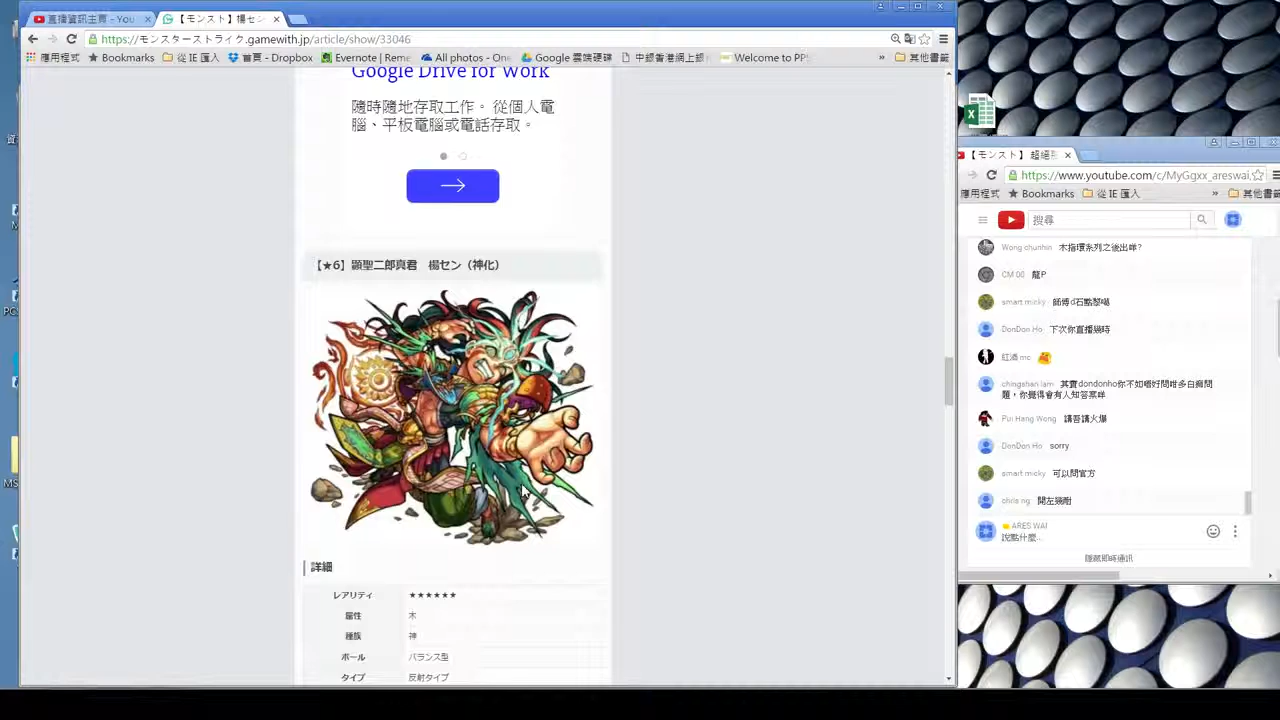 直播資訊主頁 - You
【モンスト】楊セン
https://モンスターストライク.gamewith.jp/article/show/33046
應用程式
Bookmarks
從 IE 匯入
首頁 - Dropbox
Evernote | Reme
All photos - One
Google 雲端硬碟
中銀香港網上銀
Welcome to PP
»
其他書籤
Google Drive for Work
隨時隨地存取工作。從個人電
腦、平板電腦或電話存取。
【★6】顕聖二郎真君 楊セン（神化）
詳細
レアリティ ★★★★★★
属性 木
種族 神
ボール バランス型
タイプ 反射タイプ
【モンスト】超絕
https://www.youtube.com/c/MyGgxx_areswai
應用程式
Bookmarks
從 IE 匯入
»
其他書籤
搜尋
Wong chunhin 木指環系列之後出咩?
CM 00 龍P
smart micky
DonDon Ho 下次你直播幾時
紅酒 mc
chingshan lam 其實dondonho你不如唔好問咁多白痴問
題，你覺得會有人知答案咩
Pui Hang Wong 講吾講火爆
DonDon Ho sorry
smart micky 可以問官方
chris ng 開左幾耐
ARES WAI
說點什麼...
隱藏即時通訊